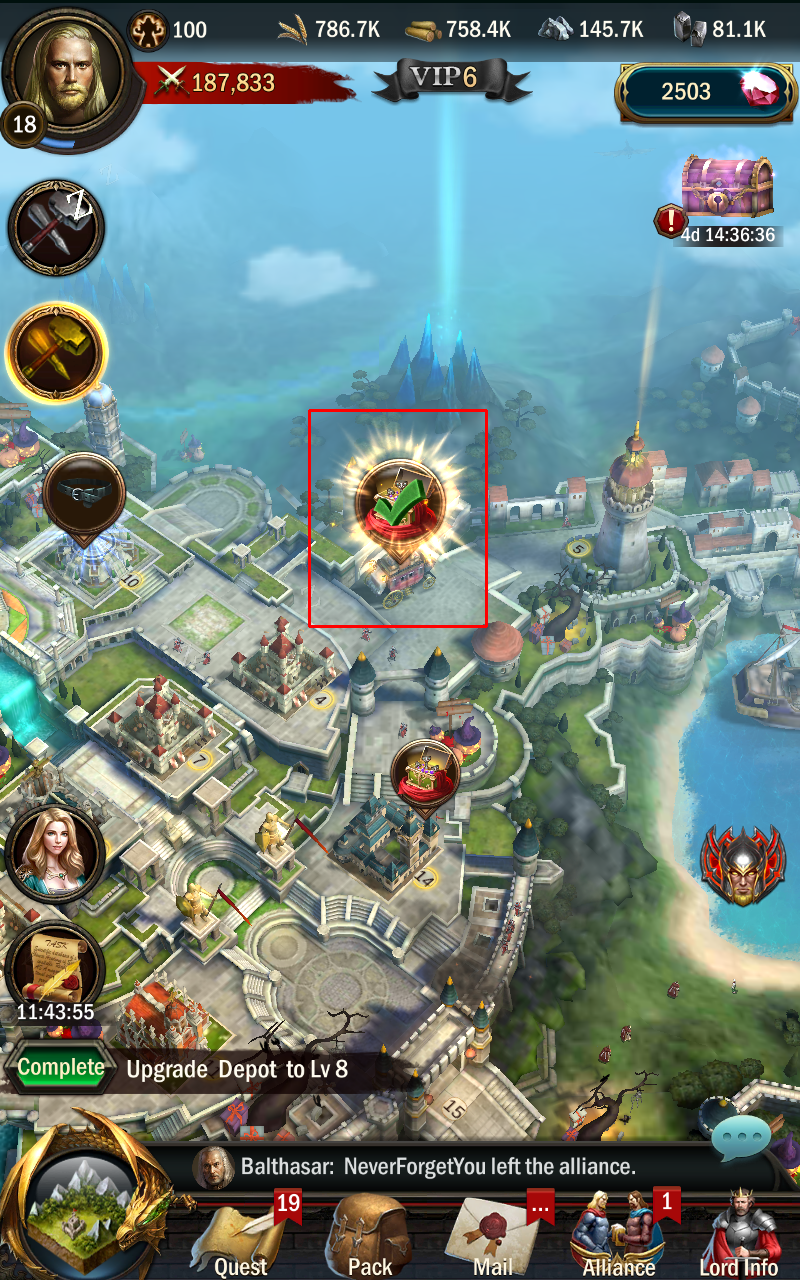 100
786.7K
758.4K
145.7K
81.1K
187,833
VIP6
2503
18
Z
4d 14:36:36
5
10
4
7
14
TASK
11:43:55
Complete
Upgrade Depot to Lv 8
15
Balthasar: NeverForgetYou left the alliance.
19
...
1
Quest
Pack
Mail
Alliance
Lord Info